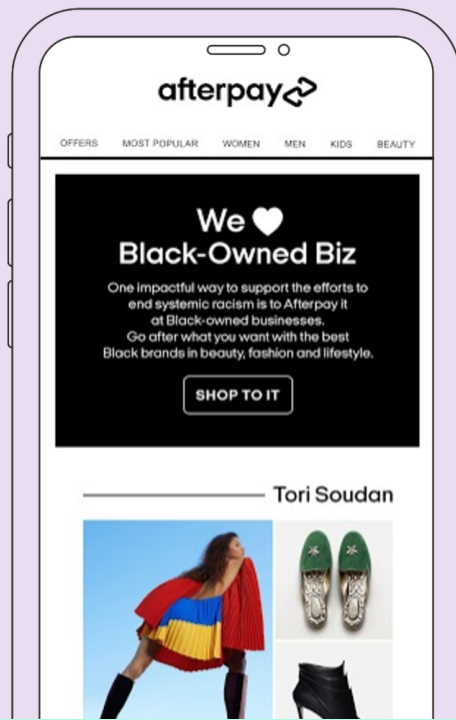 afterpay
OFFERS MOST POPULAR WOMEN MEN KIDS BEAUTY
We
Black-Owned Biz
One impactful way to support the efforts to
end systemic racism is to Afterpay it
at Black-owned businesses.
Go after what you want with the best
Black brands in beauty, fashion and lifestyle.
SHOP TO IT
Tori Soudan